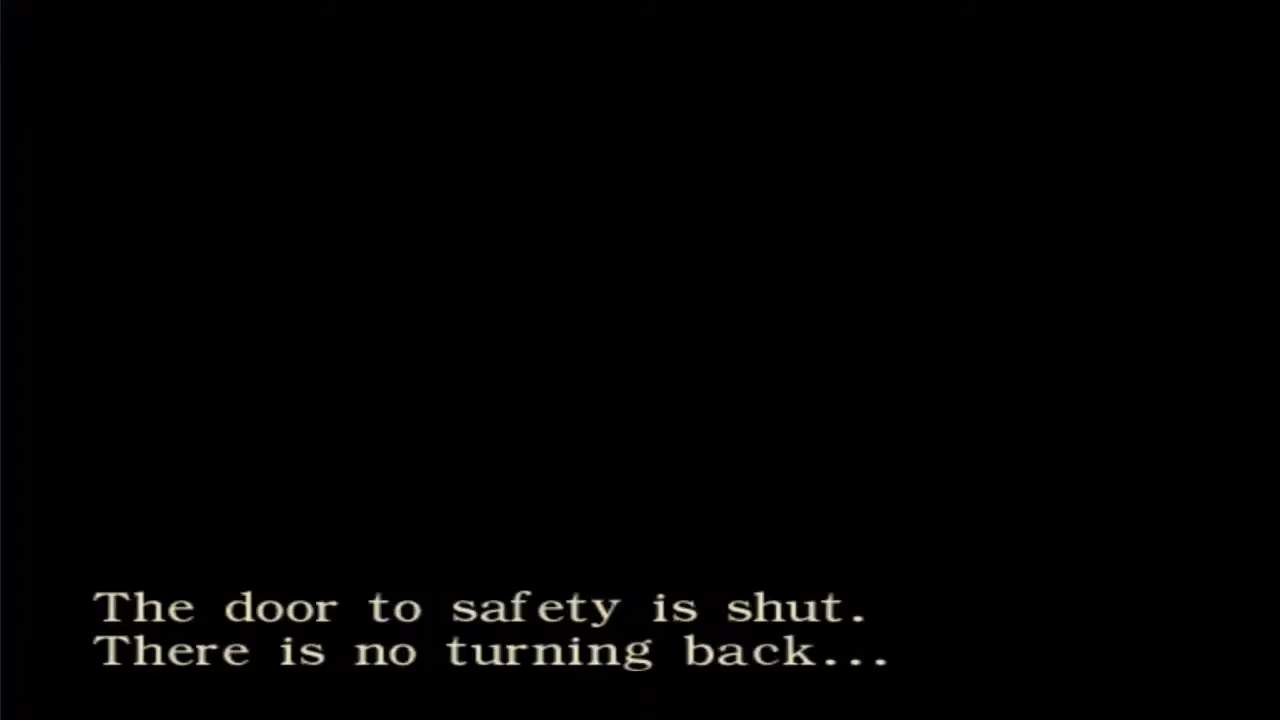 The door to safety is shut.
There is no turning back...